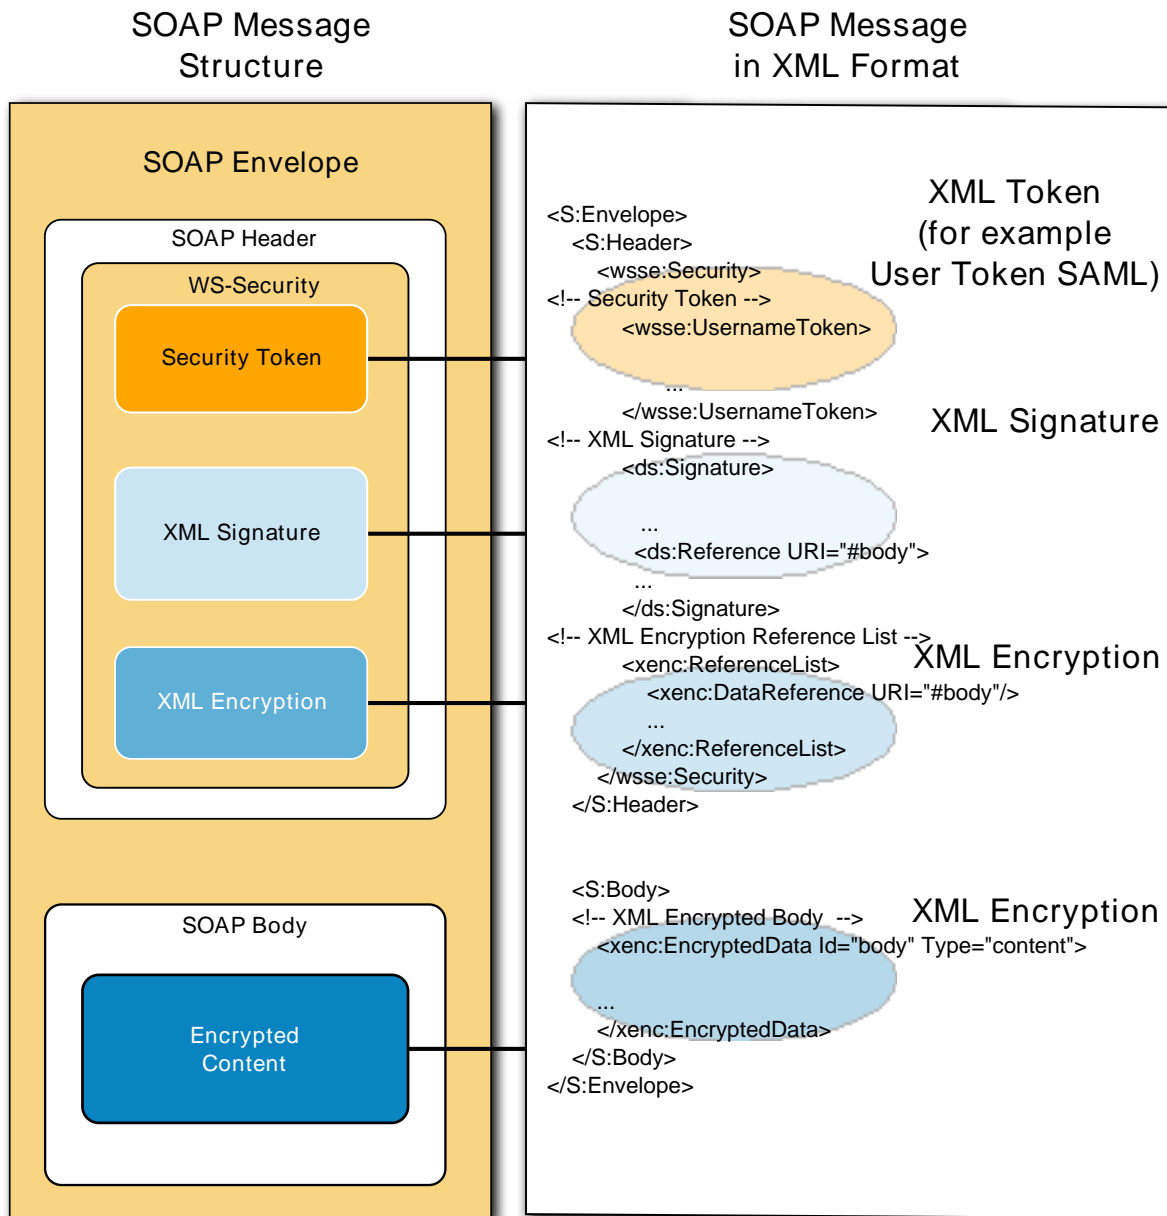 SOAP Message
Structure
SOAP Envelope
SOAP Header
WS-Security
Security Token
XML Signature
XML Encryption
SOAP Body
Encrypted
Content
SOAP Message
in XML Format
XML Token
(for example
User Token SAML)
<S:Envelope>
<S:Header>
<wsse:Security>
<!-- Security Token -->
<wsse:UsernameToken>
...
</wsse:UsernameToken>
XML Signature
<!-- XML Signature -->
<ds:Signature>
...
<ds:Reference URI="#body">
...
</ds:Signature>
<!-- XML Encryption Reference List -->
XML Encryption
<xenc:ReferenceList>
<xenc:DataReference URI="#body"/>
...
</xenc:ReferenceList>
</wsse:Security>
</S:Header>
<S:Body>
<!-- XML Encrypted Body  -->
XML Encryption
<xenc:EncryptedData Id="body" Type="content">
...
</xenc:EncryptedData>
</S:Body>
</S:Envelope>